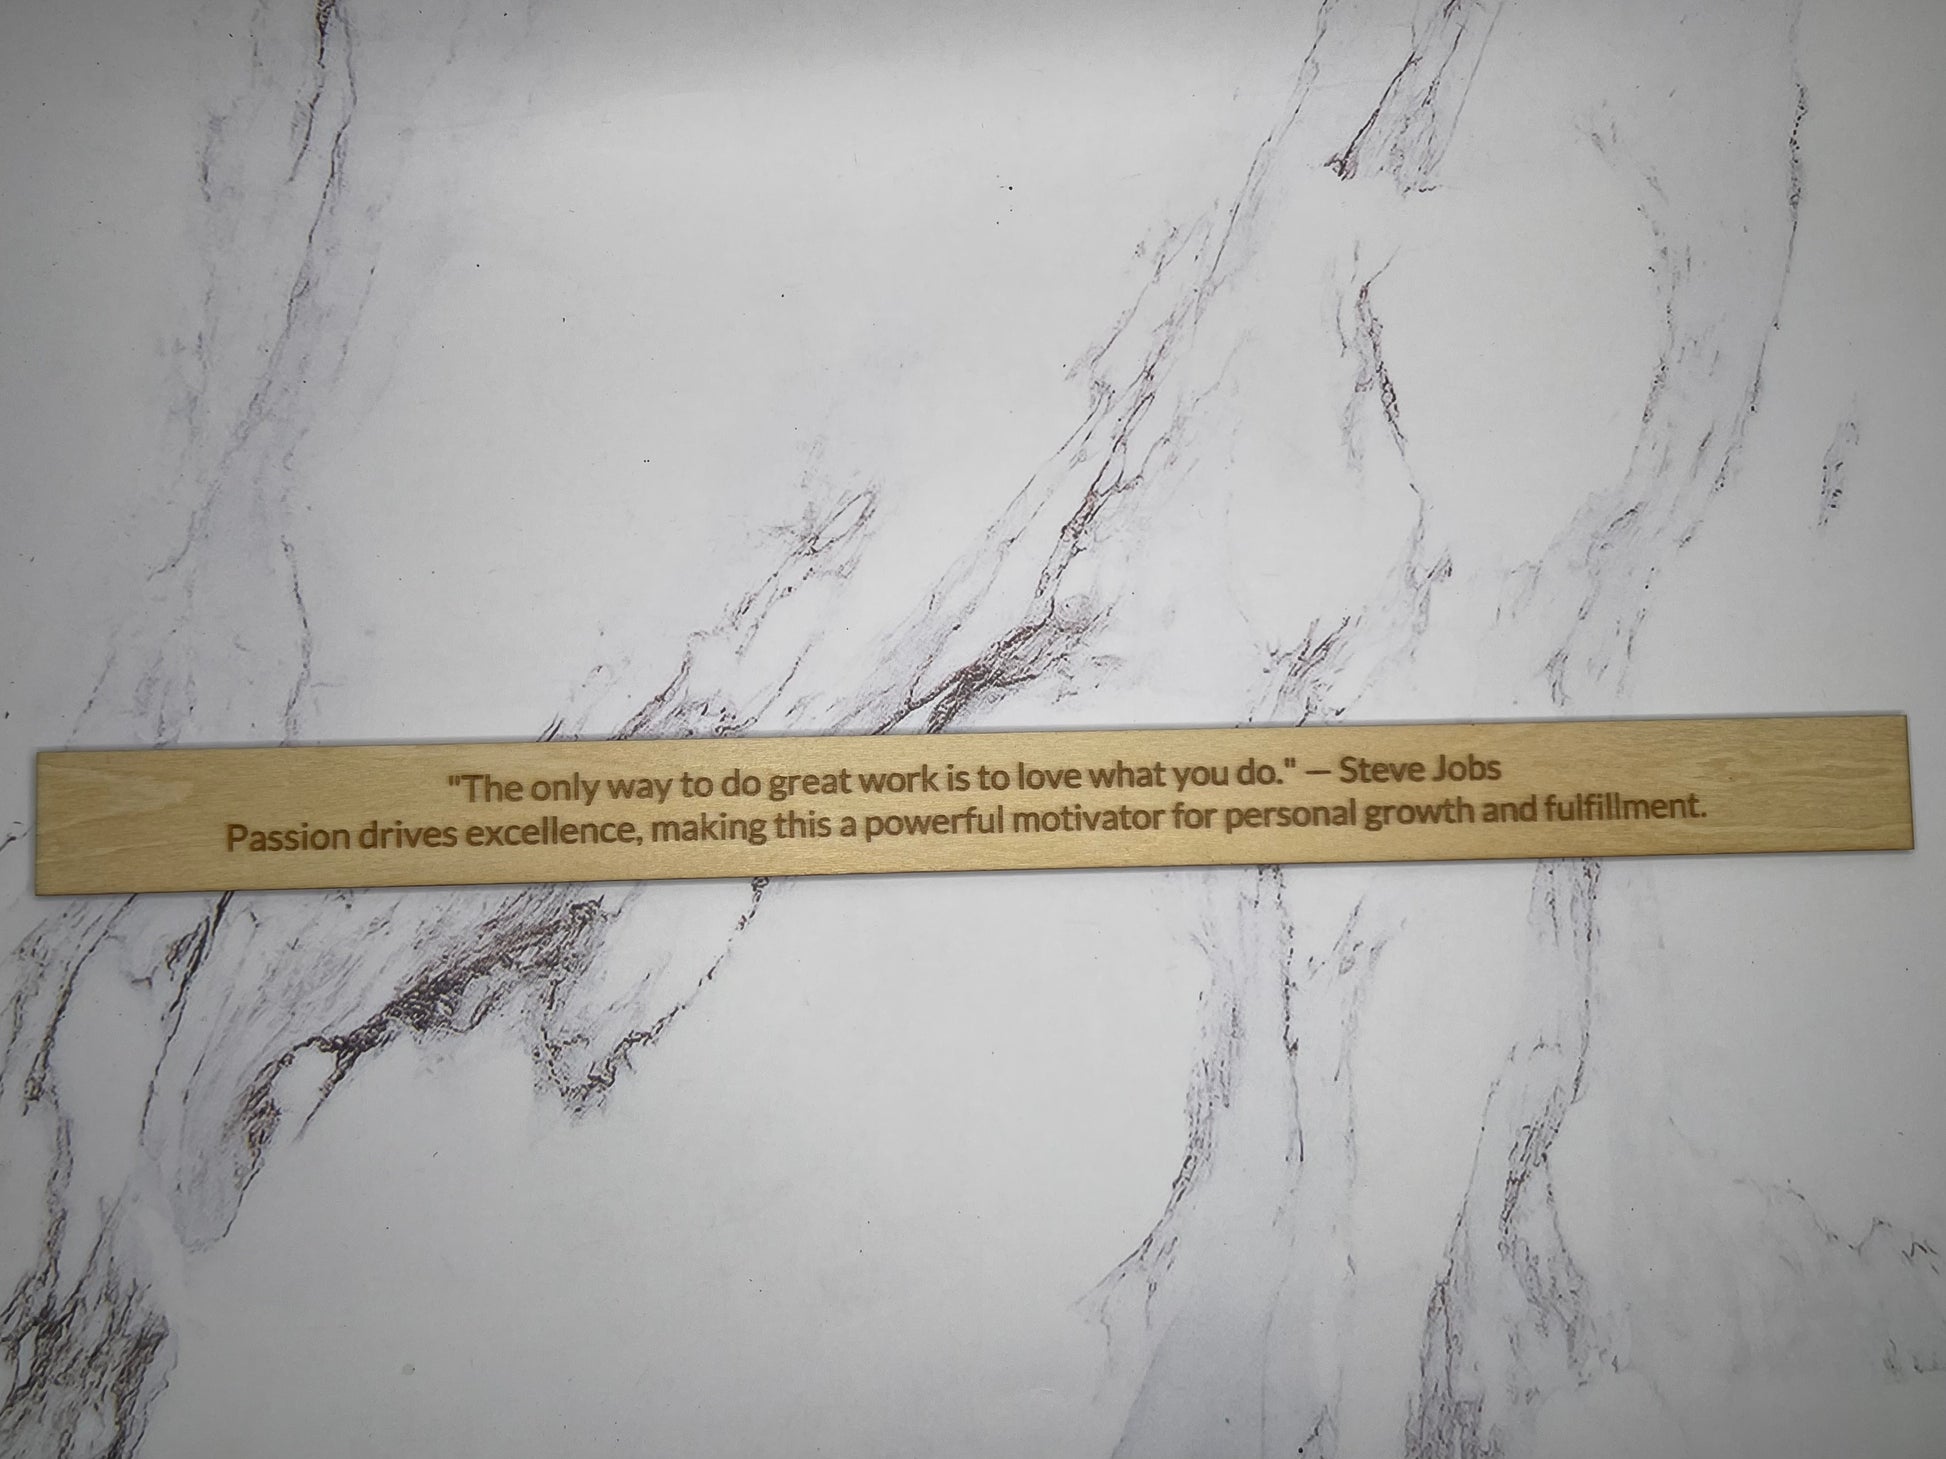 "The only way to do great work is to love what you do." – Steve Jobs
Passion drives excellence, making this a powerful motivator for personal growth and fulfillment.